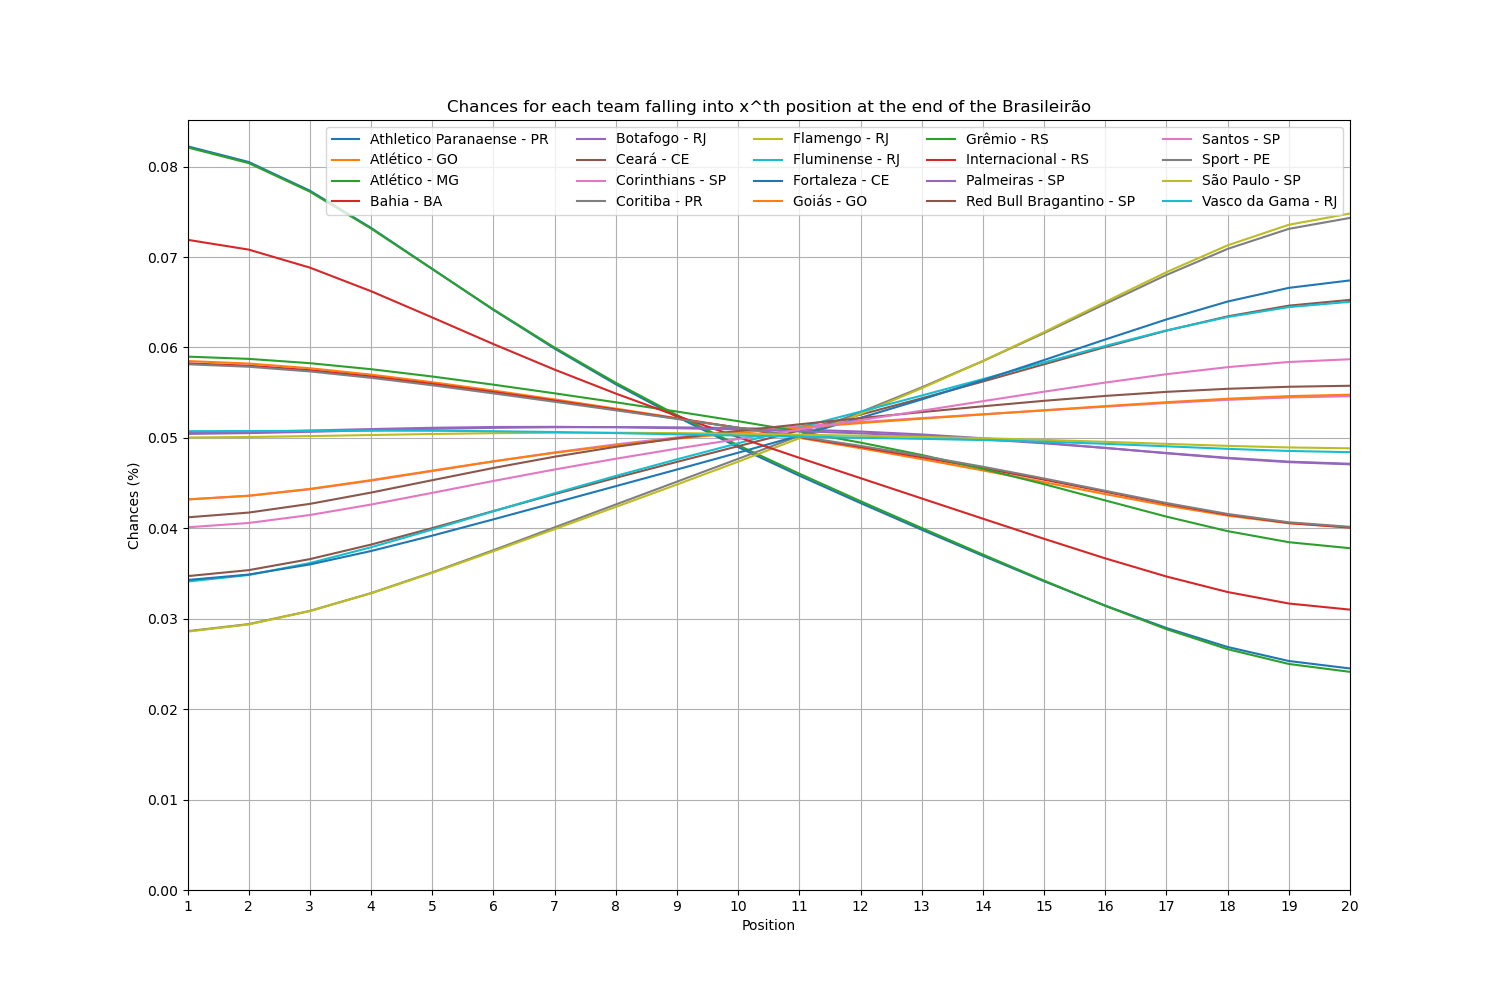 Chances for each team falling into x^th position at the end of the Brasileirão
Athletico Paranaense - PR
Atlético - GO
Atlético - MG
Bahia - BA
Botafogo - RJ
Ceará - CE
Corinthians - SP
Coritiba - PR
Flamengo - RJ
Fluminense - RJ
Fortaleza - CE
Goiás - GO
Grêmio - RS
Internacional - RS
Palmeiras - SP
Red Bull Bragantino - SP
Santos - SP
Sport - PE
São Paulo - SP
Vasco da Gama - RJ
Chances (%)
0.08
0.07
0.06
0.05
0.04
0.03
0.02
0.01
0.00
1 2 3 4 5 6 7 8 9 10 11 12 13 14 15 16 17 18 19 20
Position